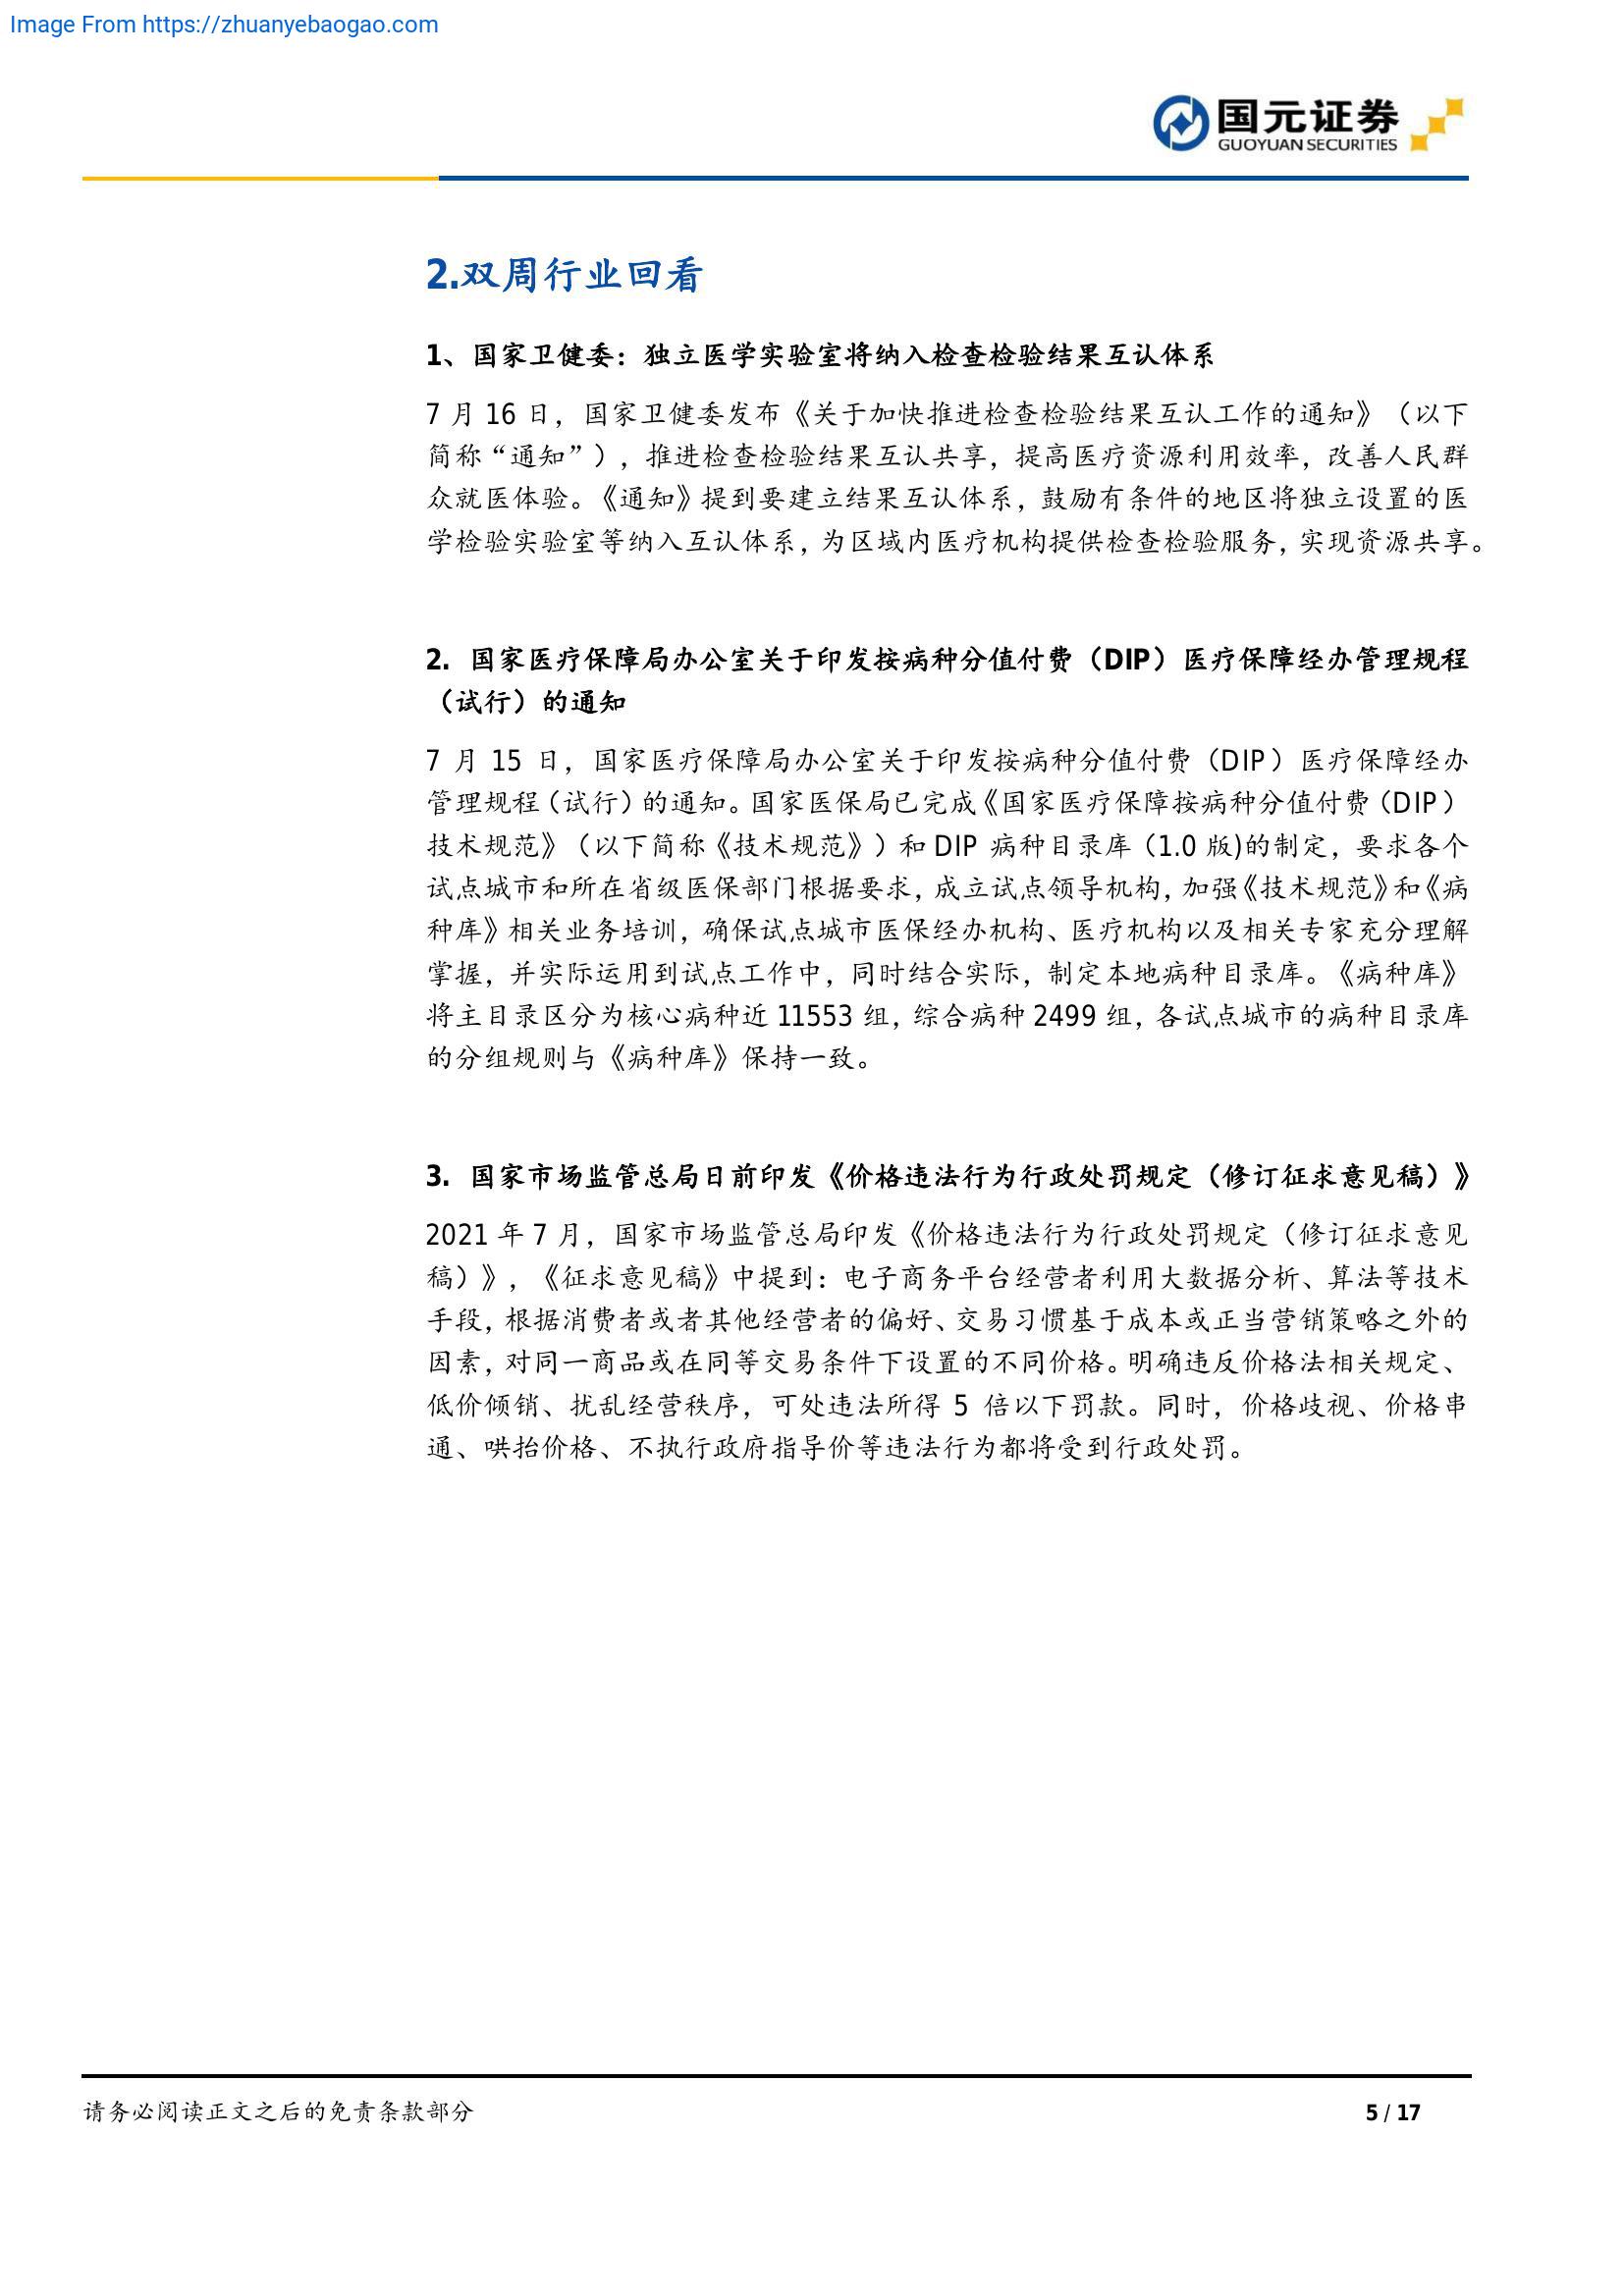 Image From https://zhuanyebaogao.com
国元证券
GUOYUAN SECURITIES
2.双周行业回看
1、国家卫健委：独立医学实验室将纳入检查检验结果互认体系
7 月 16 日，国家卫健委发布《关于加快推进检查检验结果互认工作的通知》（以下
简称“通知”），推进检查检验结果互认共享，提高医疗资源利用效率，改善人民群
众就医体验。《通知》提到要建立结果互认体系，鼓励有条件的地区将独立设置的医
学检验实验室等纳入互认体系，为区域内医疗机构提供检查检验服务，实现资源共享。
2. 国家医疗保障局办公室关于印发按病种分值付费（DIP）医疗保障经办管理规程
（试行）的通知
7 月 15 日，国家医疗保障局办公室关于印发按病种分值付费（DIP）医疗保障经办
管理规程（试行）的通知。国家医保局已完成《国家医疗保障按病种分值付费（DIP）
技术规范》（以下简称《技术规范》）和 DIP 病种目录库（1.0 版)的制定，要求各个
试点城市和所在省级医保部门根据要求，成立试点领导机构，加强《技术规范》和《病
种库》相关业务培训，确保试点城市医保经办机构、医疗机构以及相关专家充分理解
掌握，并实际运用到试点工作中，同时结合实际，制定本地病种目录库。《病种库》
将主目录区分为核心病种近 11553 组，综合病种 2499 组，各试点城市的病种目录库
的分组规则与《病种库》保持一致。
3. 国家市场监管总局日前印发《价格违法行为行政处罚规定（修订征求意见稿）》
2021 年 7 月，国家市场监管总局印发《价格违法行为行政处罚规定（修订征求意见
稿）》，《征求意见稿》中提到：电子商务平台经营者利用大数据分析、算法等技术
手段，根据消费者或者其他经营者的偏好、交易习惯基于成本或正当营销策略之外的
因素，对同一商品或在同等交易条件下设置的不同价格。明确违反价格法相关规定、
低价倾销、扰乱经营秩序，可处违法所得 5 倍以下罚款。同时，价格歧视、价格串
通、哄抬价格、不执行政府指导价等违法行为都将受到行政处罚。
请务必阅读正文之后的免责条款部分
5 / 17